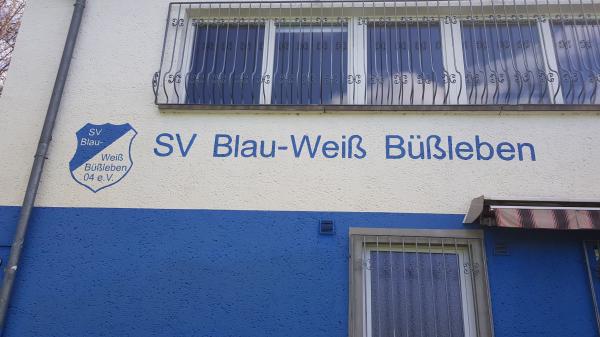 SV
Blau-
Weiß
Büßleben
04 e.V.
SV Blau-Weiß Büßleben